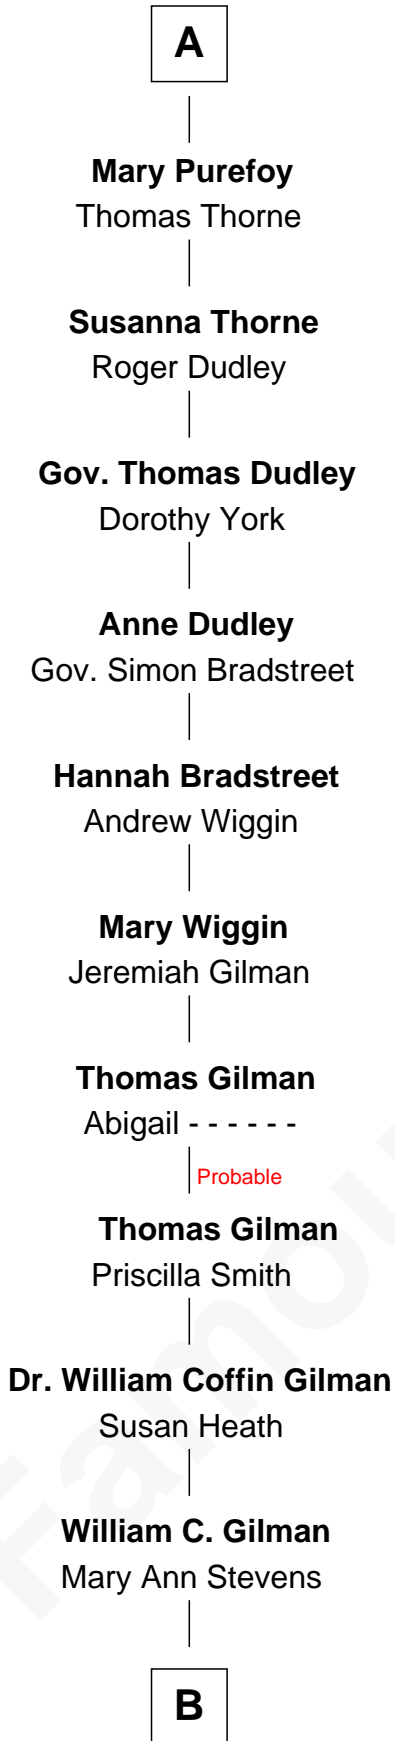 A
Mary Purefoy
Thomas Thorne
Susanna Thorne
Roger Dudley
Gov. Thomas Dudley
Dorothy York
Anne Dudley
Gov. Simon Bradstreet
Hannah Bradstreet
Andrew Wiggin
Mary Wiggin
Jeremiah Gilman
Thomas Gilman
Abigail - - - - - -
Probable
Thomas Gilman
Priscilla Smith
Dr. William Coffin Gilman
Susan Heath
William C. Gilman
Mary Ann Stevens
B